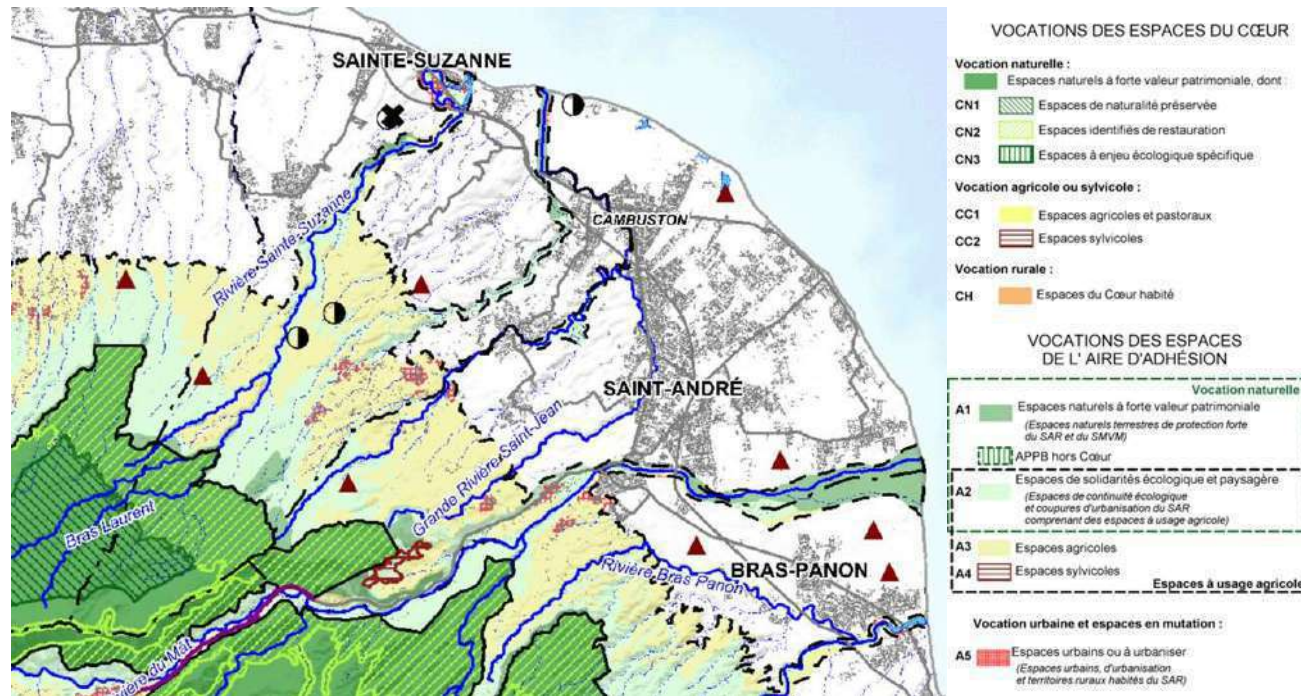 SAINTE-SUZANNE
Rivière Sainte-Suzanne
CAMBUSTON
SAINT-ANDRÉ
Grande Rivière Saint-Jean
Bras Laurent
BRAS-PANON
Rivière Bras Panon
Rivière du Mât
VOCATIONS DES ESPACES DU CŒUR
Vocation naturelle :
Espaces naturels à forte valeur patrimoniale, dont :
CN1 Espaces de naturalité préservée
CN2 Espaces identifiés de restauration
CN3 Espaces à enjeu écologique spécifique
Vocation agricole ou sylvicole :
CC1 Espaces agricoles et pastoraux
CC2 Espaces sylvicoles
Vocation rurale :
CH Espaces du Cœur habité
VOCATIONS DES ESPACES
DE L' AIRE D'ADHÉSION
Vocation naturelle
A1 Espaces naturels à forte valeur patrimoniale
(Espaces naturels terrestres de protection forte
du SAR et du SMVM)
APPB hors Cœur
A2 Espaces de solidarités écologique et paysagère
(Espaces de continuité écologique
et coupures d'urbanisation du SAR
comprenant des espaces à usage agricole)
A3 Espaces agricoles
A4 Espaces sylvicoles
Espaces à usage agricole
Vocation urbaine et espaces en mutation :
A5 Espaces urbains ou à urbaniser
(Espaces urbains, d'urbanisation
et territoires ruraux habités du SAR)